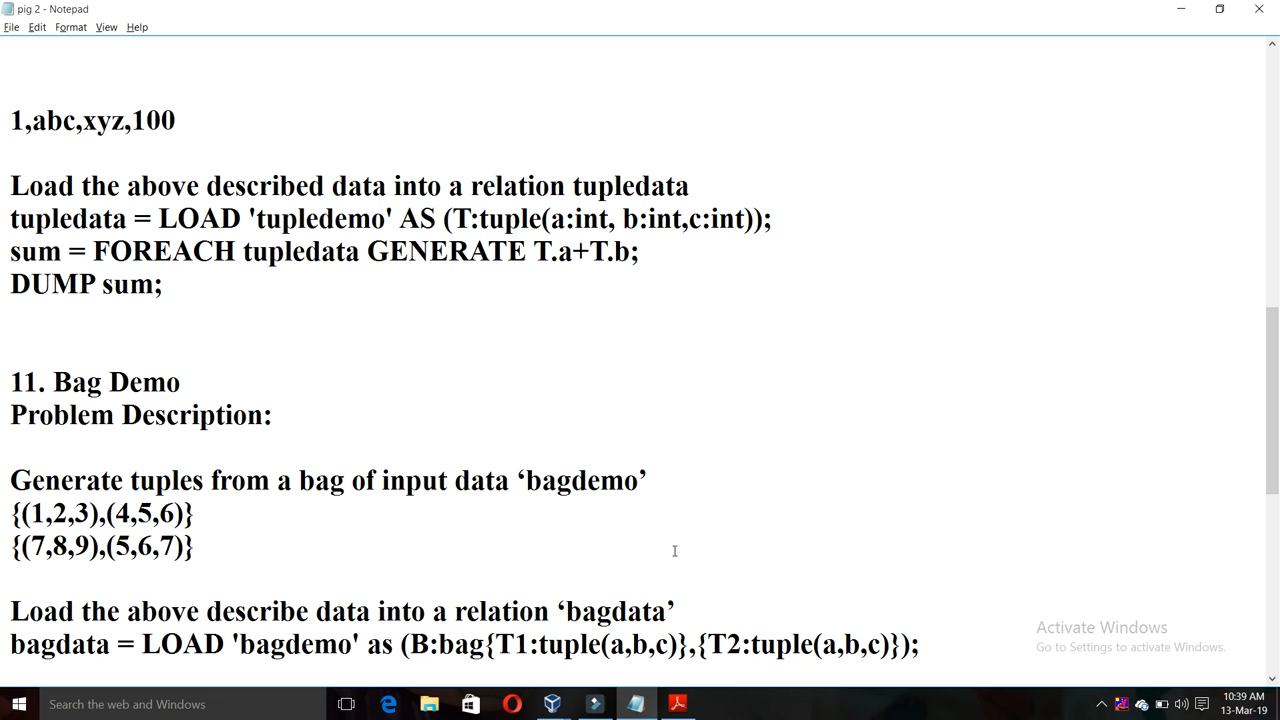 pig 2 - Notepad
File Edit Format View Help
1,abc,xyz,100
Load the above described data into a relation tupledata
tupledata = LOAD 'tupledemo' AS (T:tuple(a:int, b:int,c:int));
sum = FOREACH tupledata GENERATE T.a+T.b;
DUMP sum;
11. Bag Demo
Problem Description:
Generate tuples from a bag of input data ‘bagdemo’
{(1,2,3),(4,5,6)}
{(7,8,9),(5,6,7)}
Load the above describe data into a relation ‘bagdata’
bagdata = LOAD 'bagdemo' as (B:bag{T1:tuple(a,b,c)},{T2:tuple(a,b,c)});
Activate Windows
Go to Settings to activate Windows.
Search the web and Windows
10:39 AM
13-Mar-19